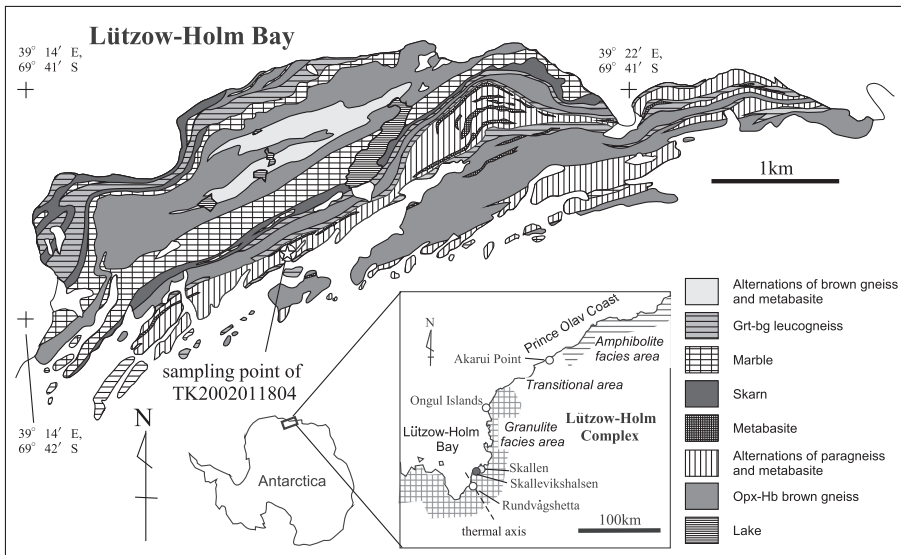 Lützow-Holm Bay
39° 14′ E,
69° 41′ S
39° 22′ E,
69° 41′ S
1km
sampling point of
TK2002011804
39° 14′ E,
69° 42′ S
N
Antarctica
N
Prince Olav Coast
Amphibolite
facies area
Akarui Point
Transitional area
Ongul Islands
Lützow-Holm
Complex
Granulite
facies area
Lützow-Holm
Bay
Skallen
Skallevikshalsen
Rundvågshetta
thermal axis
100km
Alternations of brown gneiss
and metabasite
Grt-bg leucogneiss
Marble
Skarn
Metabasite
Alternations of paragneiss
and metabasite
Opx-Hb brown gneiss
Lake